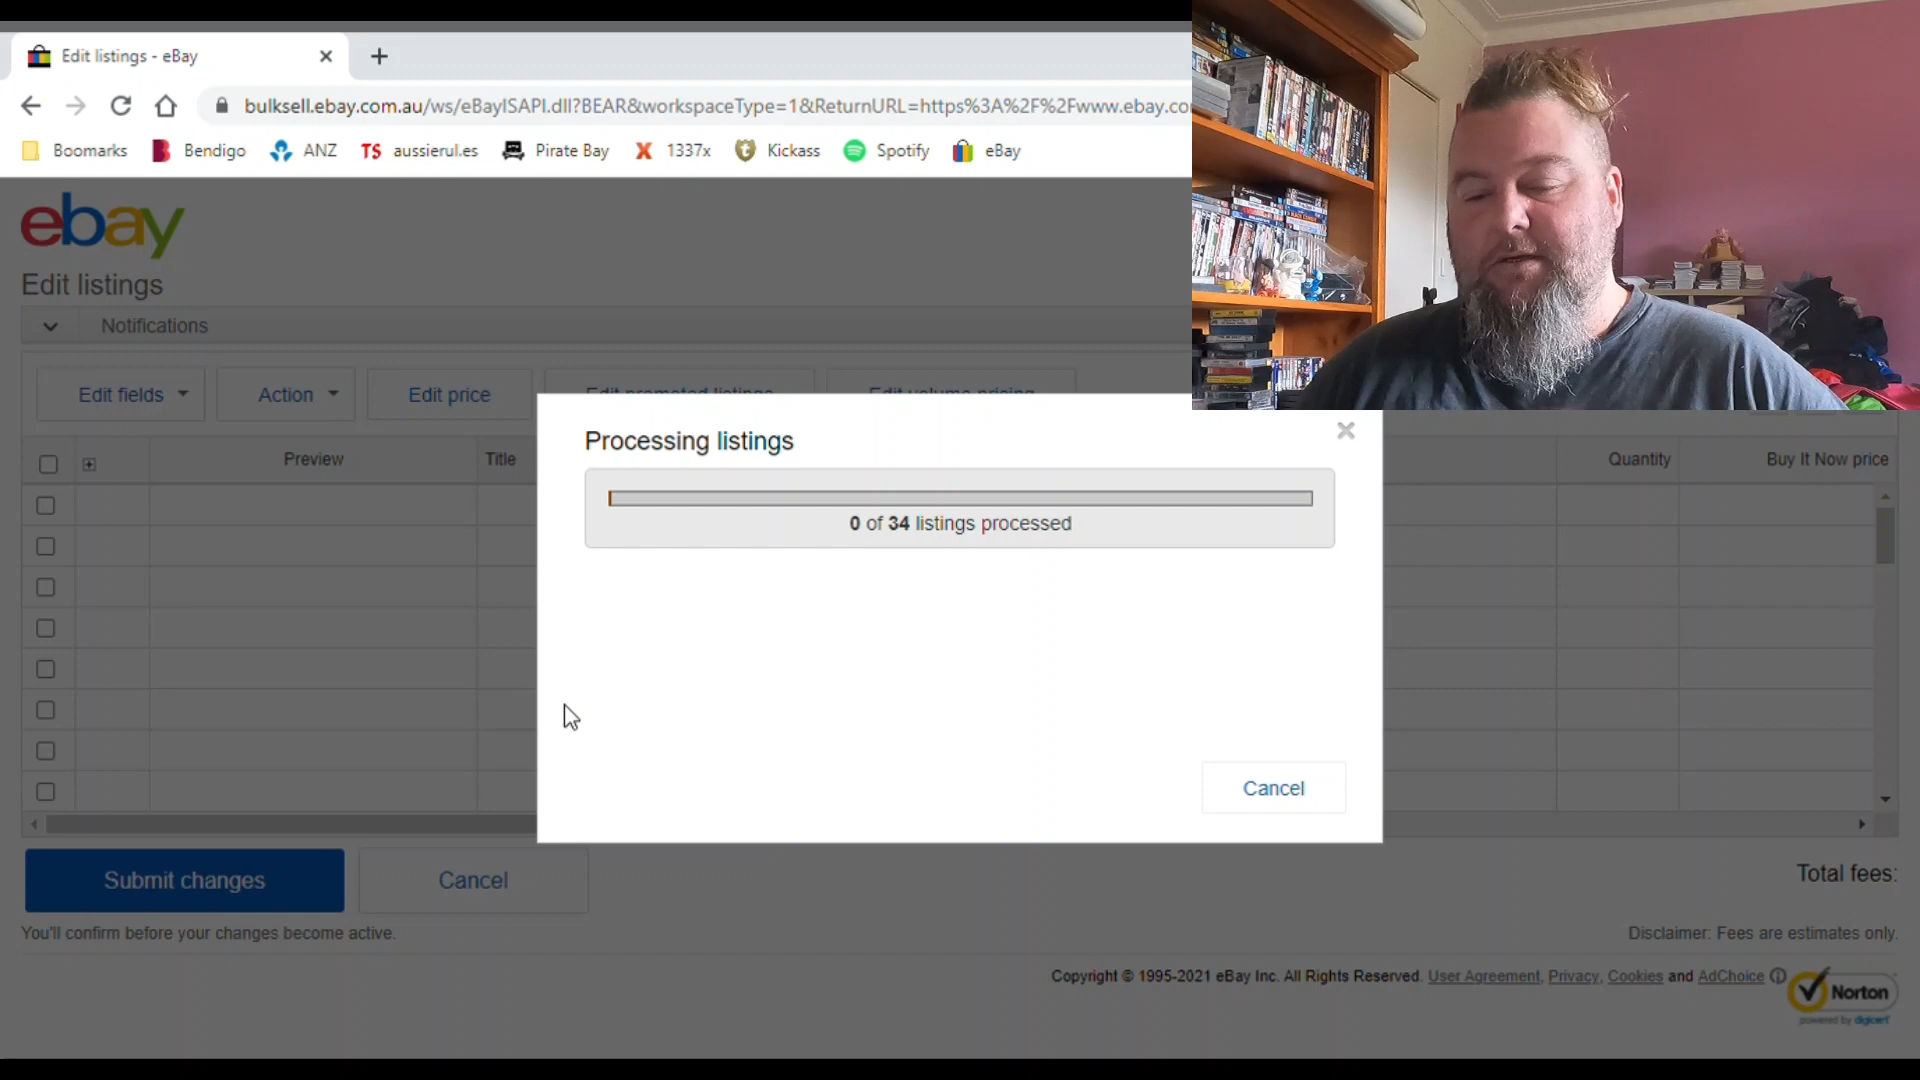 Edit listings - eBay
bulksell.ebay.com.au/ws/eBayISAPI.dll?BEAR&workspaceType=1&ReturnURL=https%3A%2F%2Fwww.ebay.co
Boomarks Bendigo ANZ TS aussierul.es Pirate Bay X 1337x Kickass Spotify eBay
ebay
Edit listings
Notifications
Edit fields Action Edit price Edit promoted listings Edit volume pricing
Preview Title Quantity Buy It Now price
Processing listings
0 of 34 listings processed
Cancel
Submit changes Cancel
Total fees:
You'll confirm before your changes become active.
Disclaimer: Fees are estimates only.
Copyright © 1995-2021 eBay Inc. All Rights Reserved. User Agreement, Privacy, Cookies and AdChoice
Norton
powered by digicert